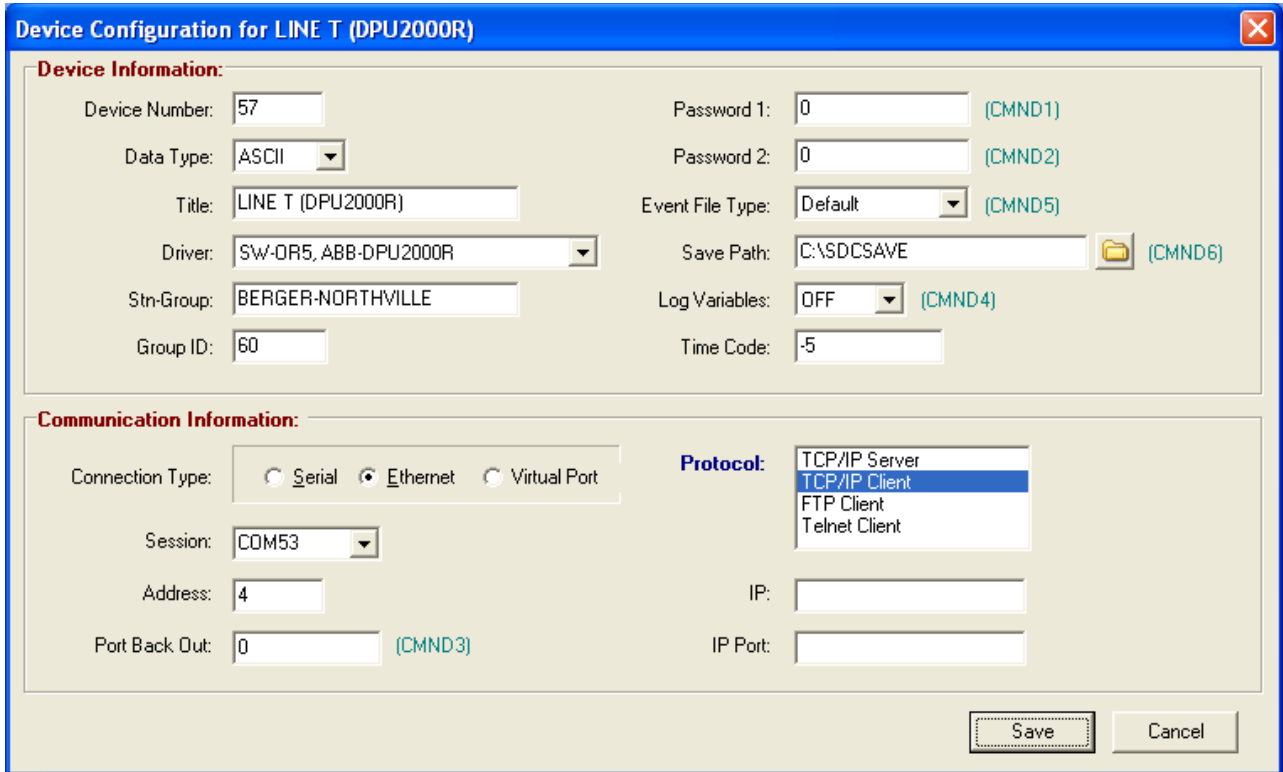 Device Configuration for LINE T (DPU2000R)
Device Information:
Device Number: 57 Password 1: 0 (CMND1)
Data Type: ASCII Password 2: 0 (CMND2)
Title: LINE T (DPU2000R) Event File Type: Default (CMND5)
Driver: SW-0R5, ABB-DPU2000R Save Path: C:\SDCSAVE (CMND6)
Stn-Group: BERGER-NORTHVILLE Log Variables: OFF (CMND4)
Group ID: 60 Time Code: -5
Communication Information:
Connection Type: Serial Ethernet Virtual Port Protocol: TCP/IP Server
TCP/IP Client
FTP Client
Telnet Client
Session: COM53
Address: 4 IP:
Port Back Out: 0 (CMND3) IP Port:
Save Cancel